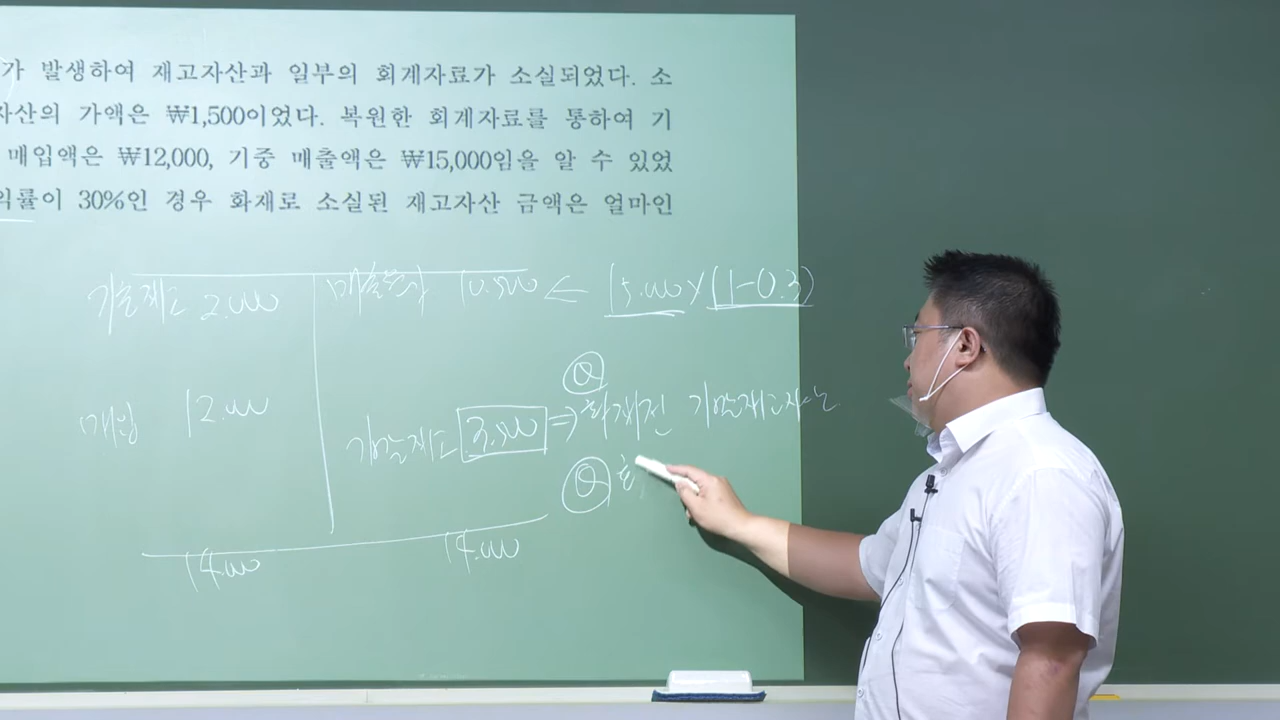 가 발생하여 재고자산과 일부의 회계자료가 소실되었다. 소
자산의 가액은 ₩1,500이었다. 복원한 회계자료를 통하여 기
매입액은 ₩12,000, 기중 매출액은 ₩15,000임을 알 수 있었
익률이 30%인 경우 화재로 소실된 재고자산 금액은 얼마인
기초재고 2.000 매출원가 10.500 ← 15.000 × (1-0.3)
매입 12.000
기말재고 3.500 ⇒ 화재전 기말재고자산
14.000 14.000